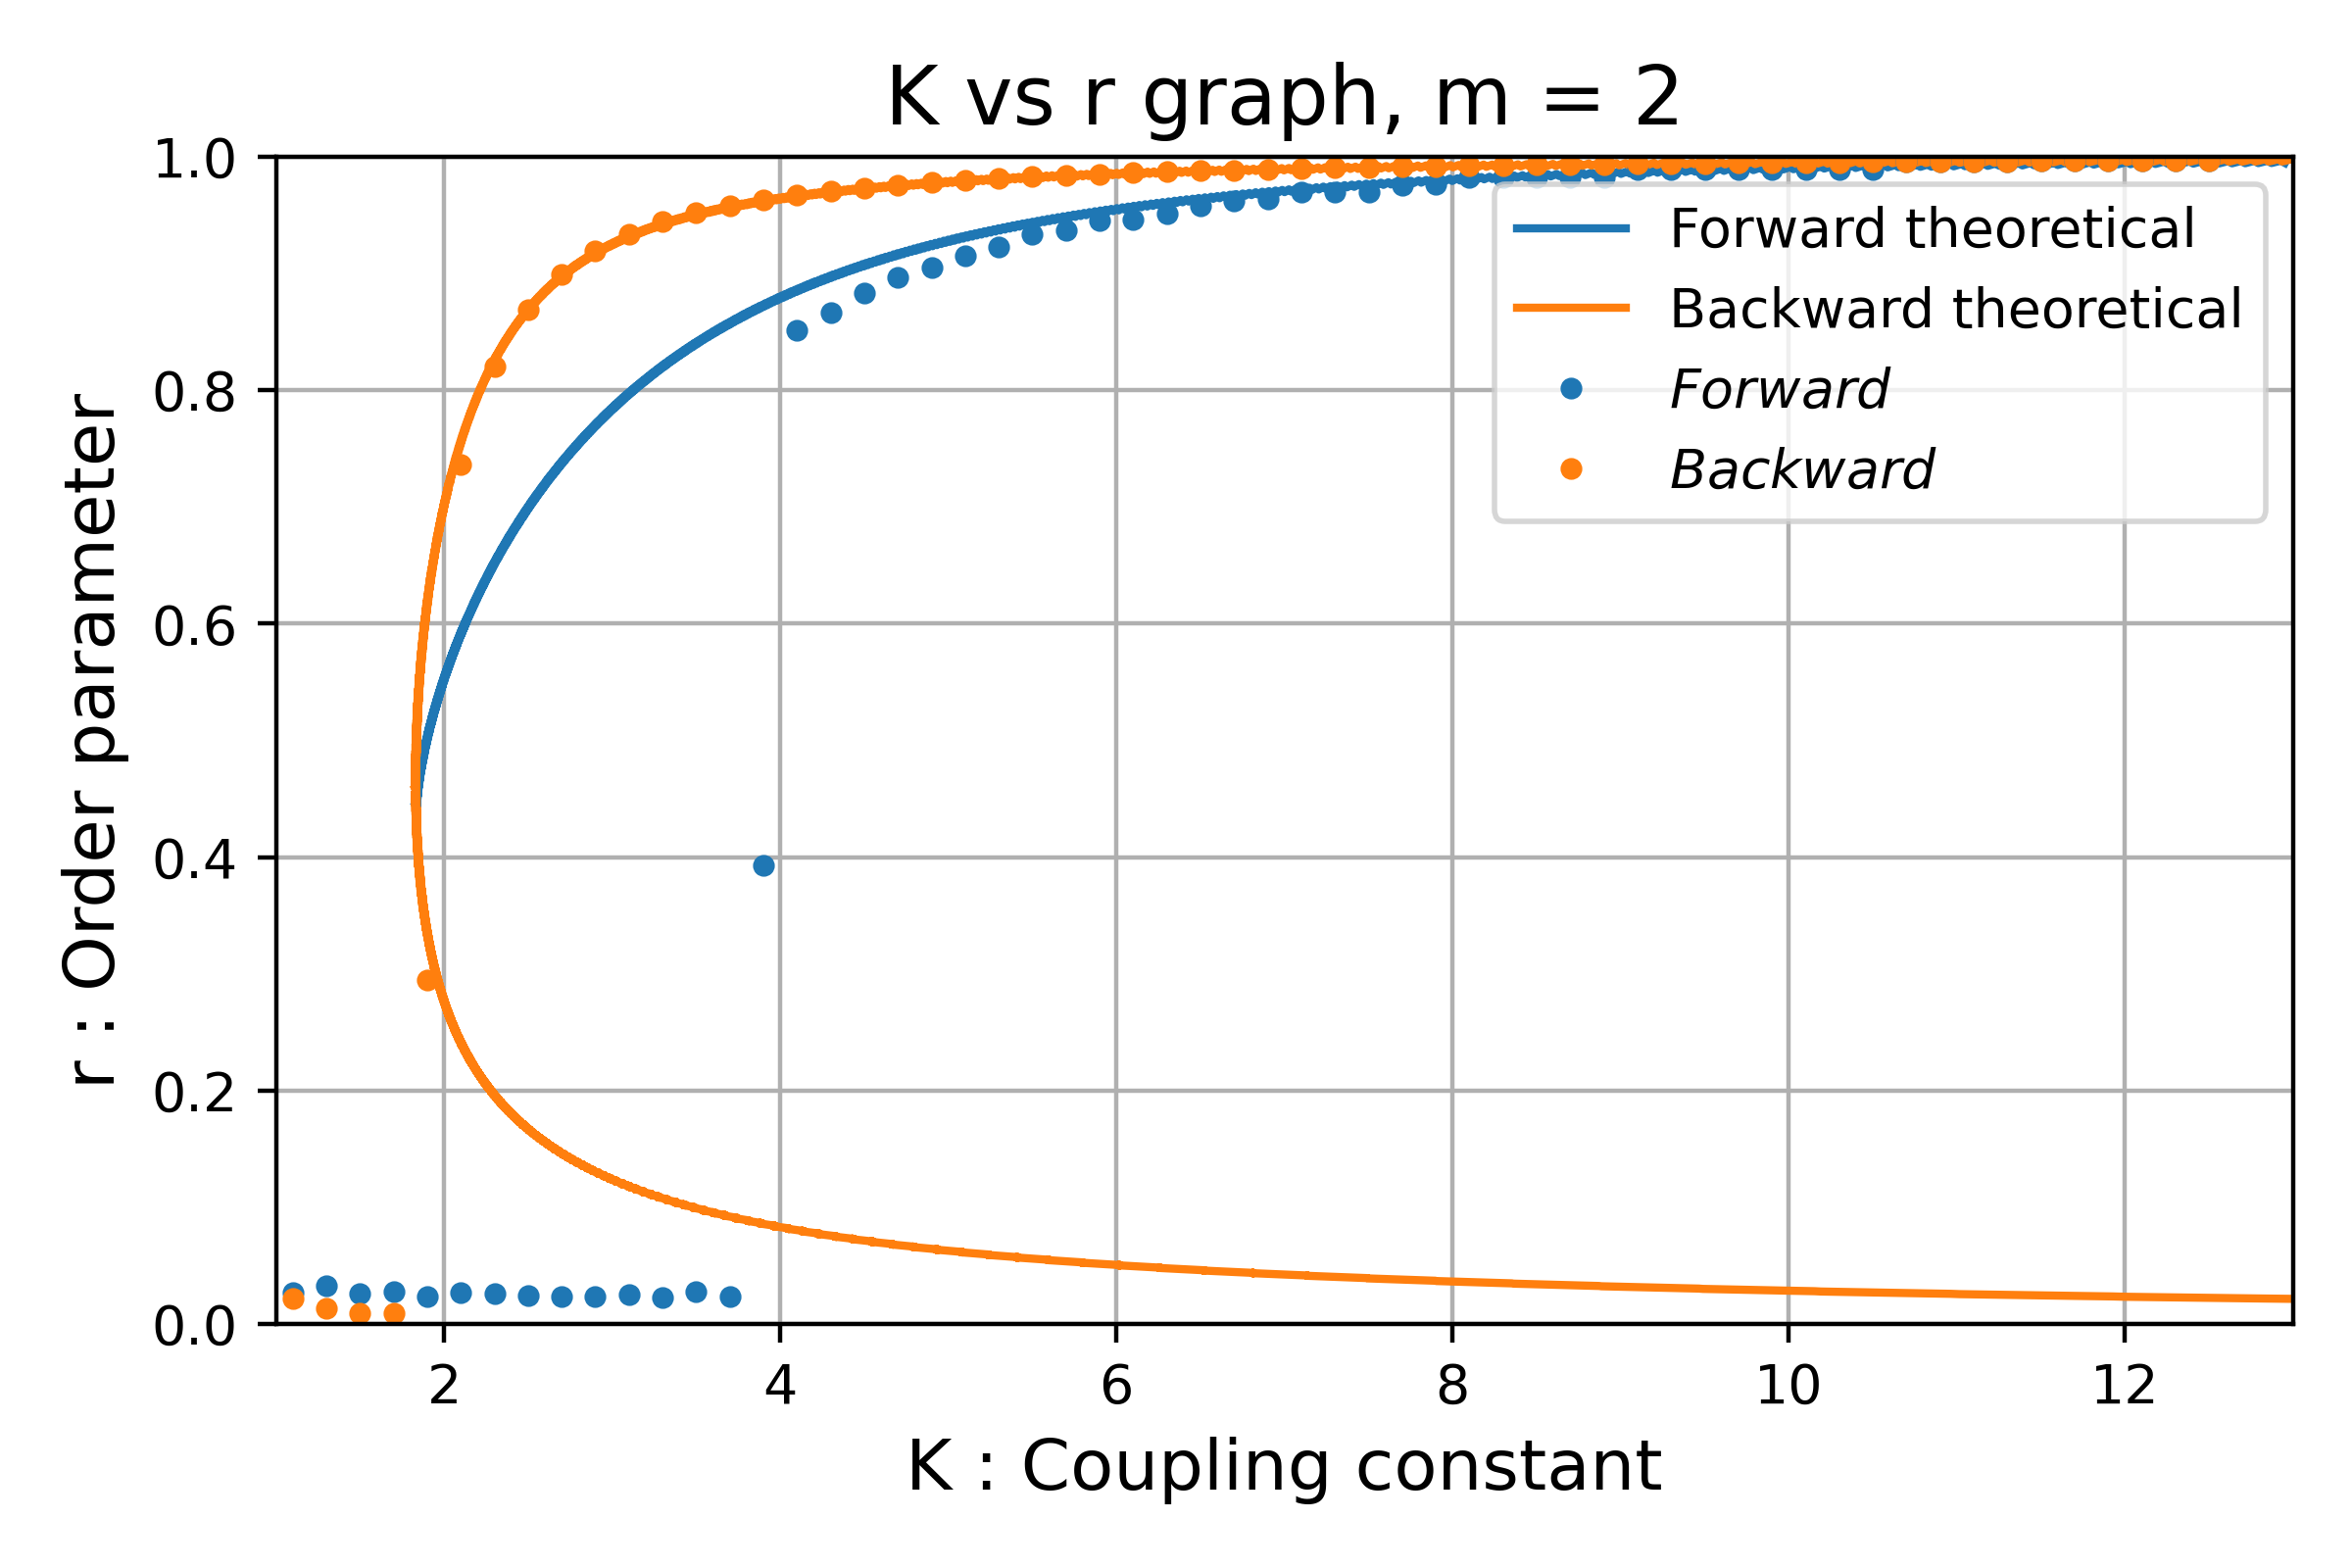 K vs r graph, m = 2
1.0
0.8
0.6
0.4
0.2
0.0
r : Order parameter
Forward theoretical
Backward theoretical
Forward
Backward
2 4 6 8 10 12
K : Coupling constant